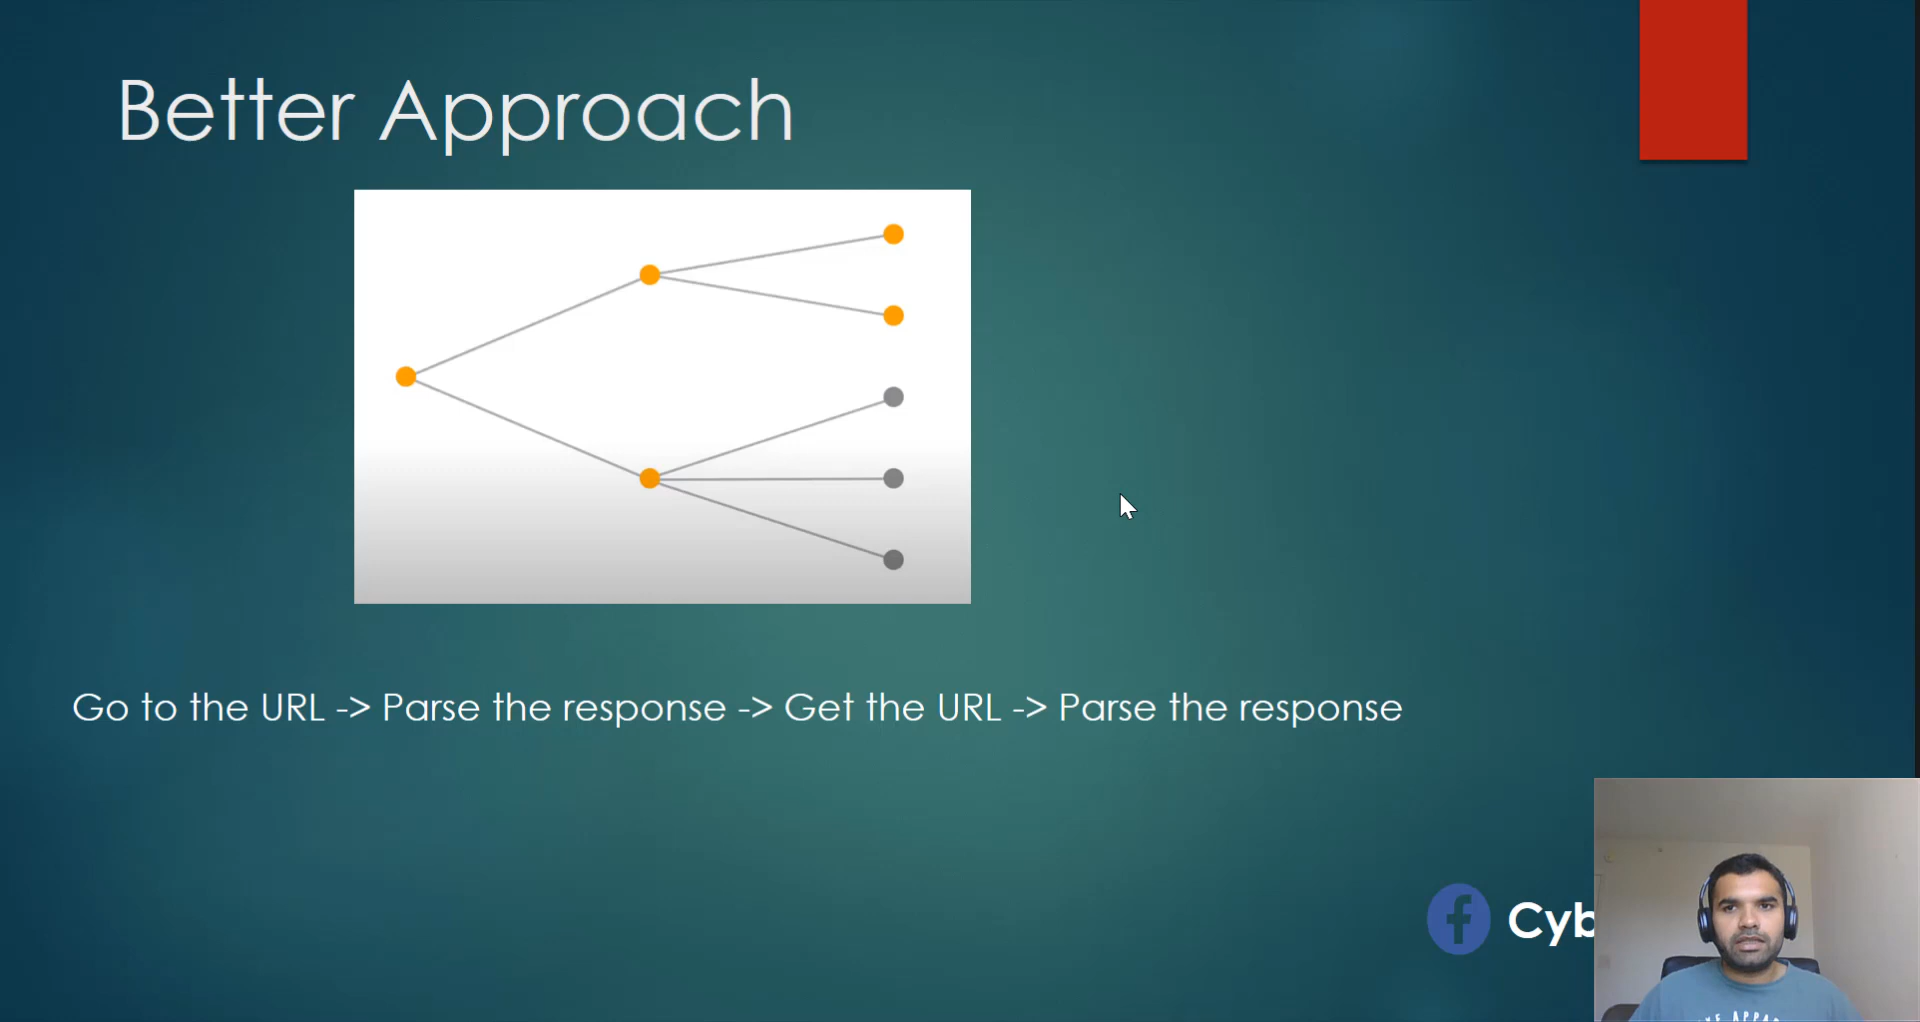 Better Approach
Go to the URL -> Parse the response -> Get the URL -> Parse the response
f Cyb